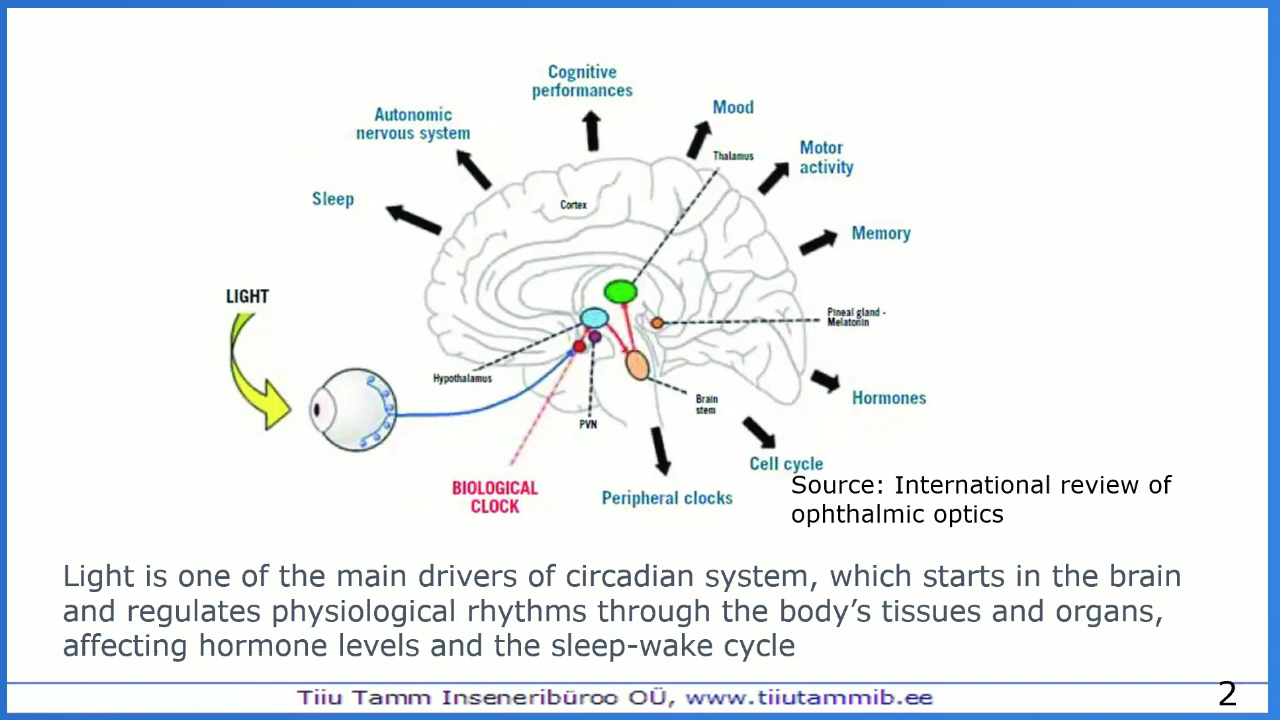 Cognitive
performances
Mood
Autonomic
nervous system
Motor
activity
Thalamus
Sleep
Cortex
Memory
LIGHT
Pineal gland -
Melatonin
Hypothalamus
Brain
stem
Hormones
PVN
Cell cycle
BIOLOGICAL
CLOCK
Peripheral clocks
Source: International review of
ophthalmic optics
Light is one of the main drivers of circadian system, which starts in the brain
and regulates physiological rhythms through the body’s tissues and organs,
affecting hormone levels and the sleep-wake cycle
Tiiu Tamm Inseneribüroo OÜ, www.tiiutammib.ee
2